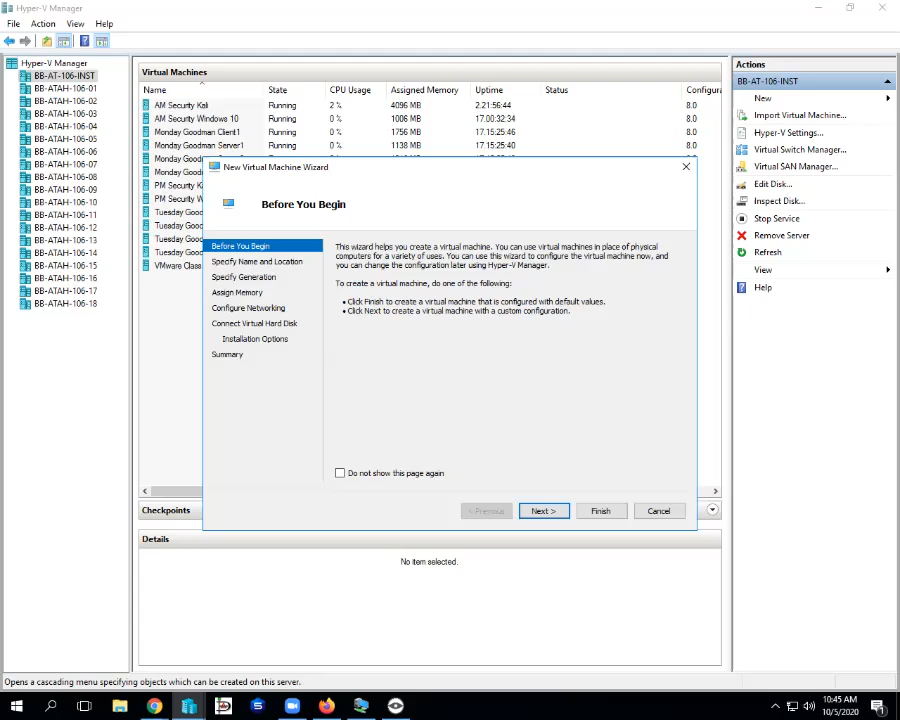 Hyper-V Manager
File Action View Help
Hyper-V Manager
BB-AT-106-INST
BB-ATAH-106-01
BB-ATAH-106-02
BB-ATAH-106-03
BB-ATAH-106-04
BB-ATAH-106-05
BB-ATAH-106-06
BB-ATAH-106-07
BB-ATAH-106-08
BB-ATAH-106-09
BB-ATAH-106-10
BB-ATAH-106-11
BB-ATAH-106-12
BB-ATAH-106-13
BB-ATAH-106-14
BB-ATAH-106-15
BB-ATAH-106-16
BB-ATAH-106-17
BB-ATAH-106-18
Virtual Machines
Name State CPU Usage Assigned Memory Uptime Status Configura
AM Security Kali Running 2 % 4096 MB 2.21:56:44 8.0
AM Security Windows 10 Running 0 % 1006 MB 17.00:32:34 8.0
Monday Goodman Client1 Running 0 % 1756 MB 17.15:25:46 8.0
Monday Goodman Server1 Running 0 % 1138 MB 17.15:25:40 8.0
Monday Good
Monday Good
PM Security Ka
PM Security W
Tuesday Good
Tuesday Good
Tuesday Good
Tuesday Good
VMware Class
New Virtual Machine Wizard
Before You Begin
Before You Begin
Specify Name and Location
Specify Generation
Assign Memory
Configure Networking
Connect Virtual Hard Disk
Installation Options
Summary
This wizard helps you create a virtual machine. You can use virtual machines in place of physical
computers for a variety of uses. You can use this wizard to configure the virtual machine now, and
you can change the configuration later using Hyper-V Manager.
To create a virtual machine, do one of the following:
• Click Finish to create a virtual machine that is configured with default values.
• Click Next to create a virtual machine with a custom configuration.
Do not show this page again
< Previous Next > Finish Cancel
Checkpoints
Details
No item selected.
Actions
BB-AT-106-INST
New
Import Virtual Machine...
Hyper-V Settings...
Virtual Switch Manager...
Virtual SAN Manager...
Edit Disk...
Inspect Disk...
Stop Service
Remove Server
Refresh
View
Help
Opens a cascading menu specifying objects which can be created on this server.
10:45 AM
10/5/2020
1